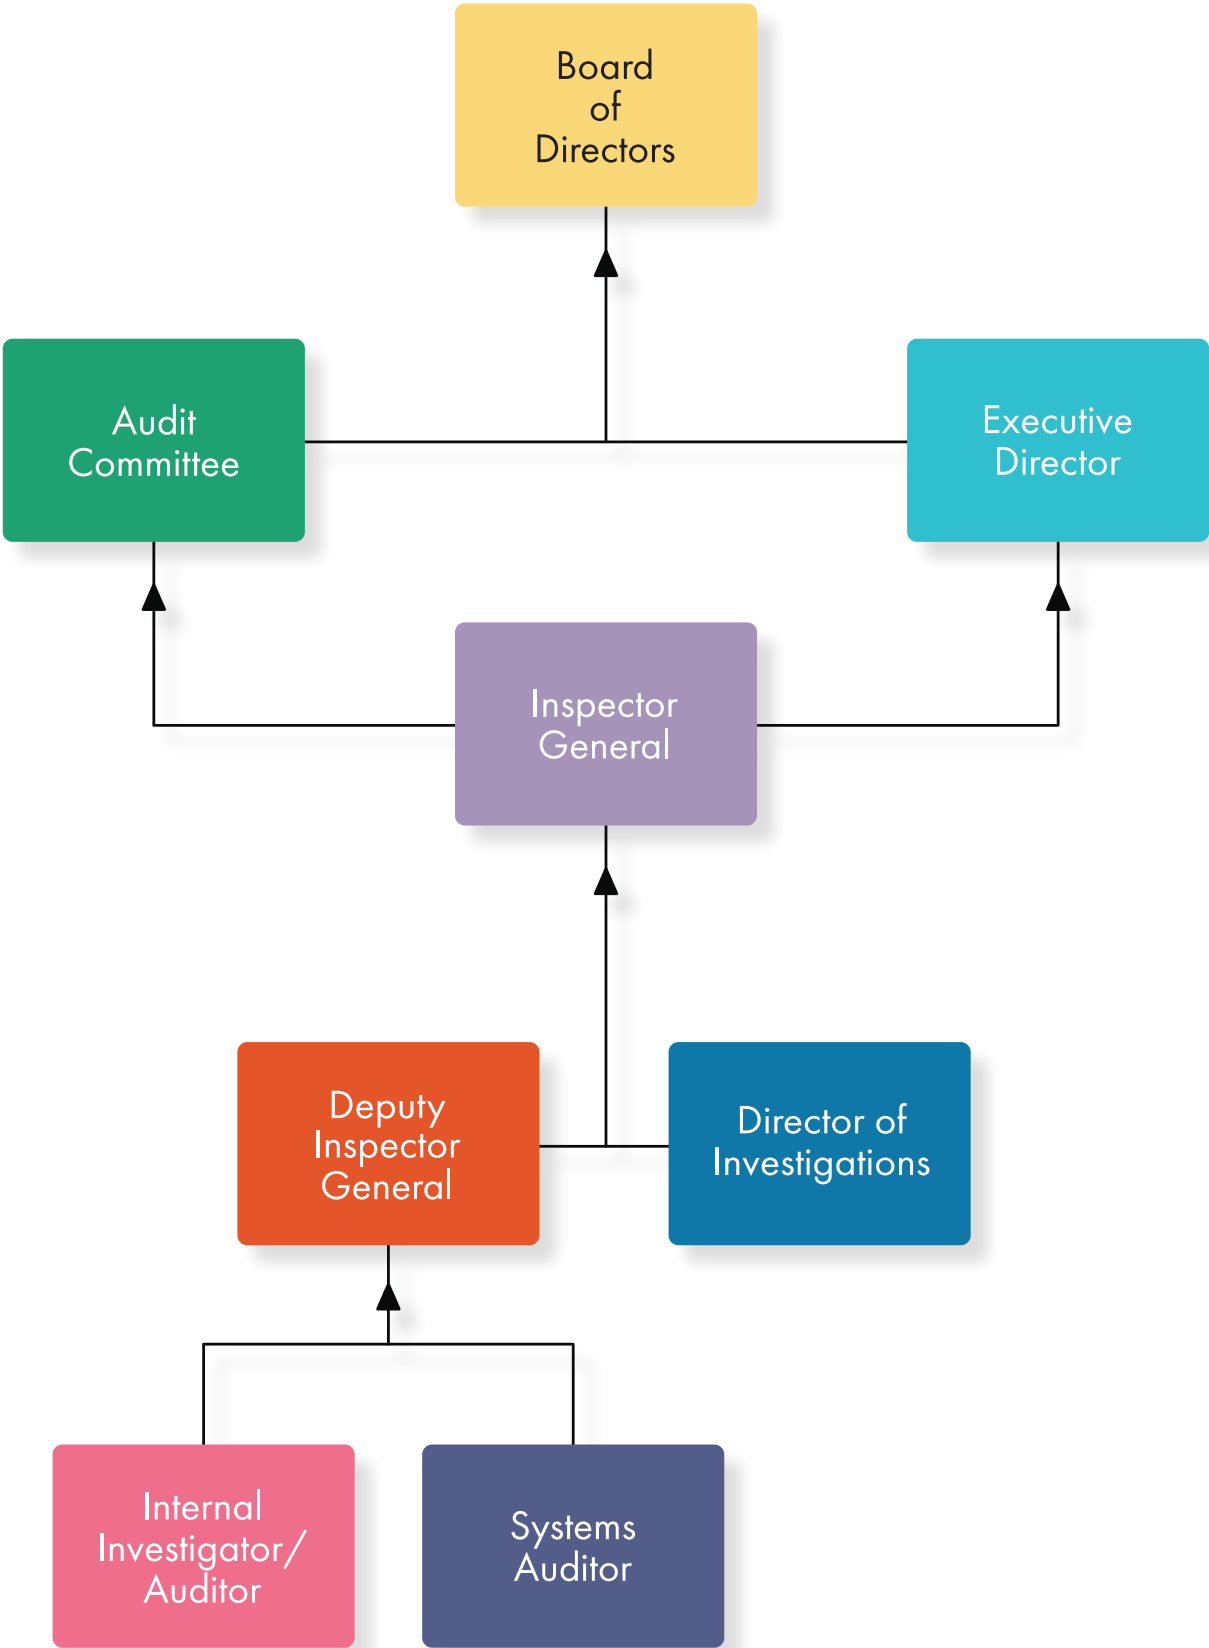 Board
of
Directors
Audit
Committee
Executive
Director
Inspector
General
Deputy
Inspector
General
Director of
Investigations
Internal
Investigator/
Auditor
Systems
Auditor